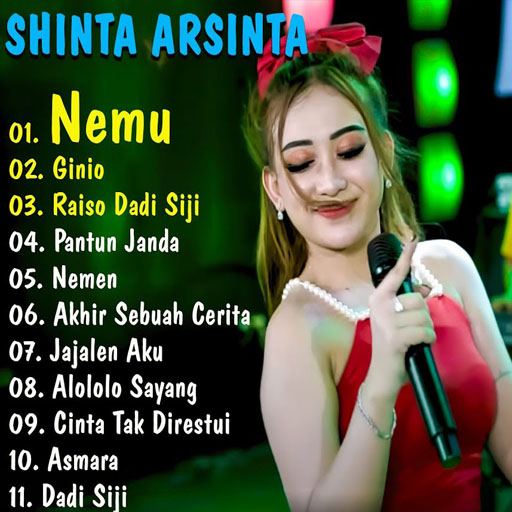 SHINTA ARSINTA
01. Nemu
02. Ginio
03. Raiso Dadi Siji
04. Pantun Janda
05. Nemen
06. Akhir Sebuah Cerita
07. Jajalen Aku
08. Alololo Sayang
09. Cinta Tak Direstui
10. Asmara
11. Dadi Siji